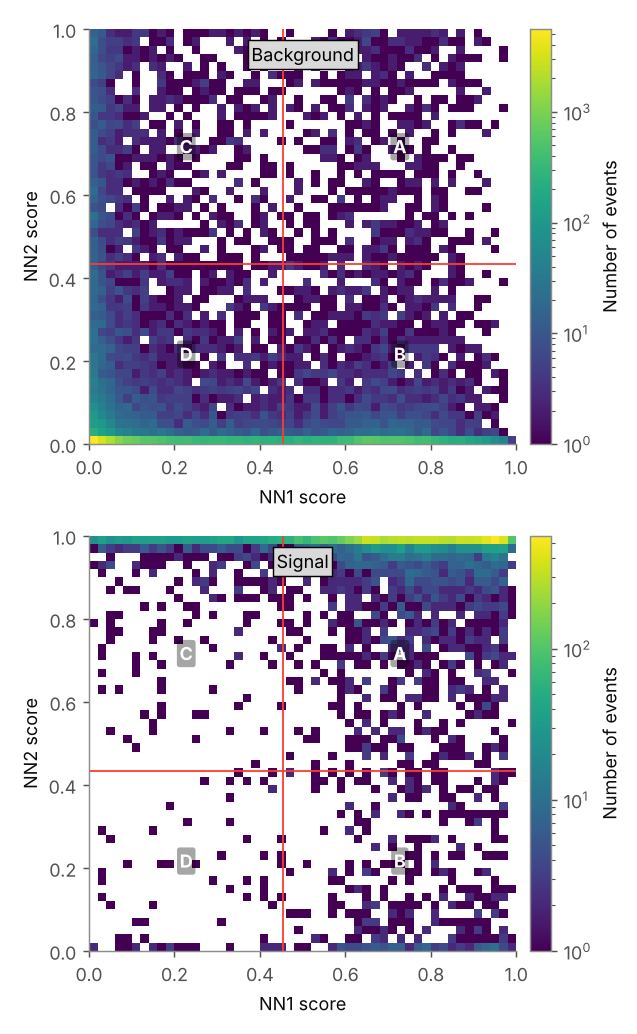 Background
1.0
0.8
0.6
0.4
0.2
0.0
NN2 score
C
A
D
B
0.0 0.2 0.4 0.6 0.8 1.0
NN1 score
10³
10²
10¹
10⁰
Number of events
Signal
1.0
0.8
0.6
0.4
0.2
0.0
NN2 score
C
A
D
B
0.0 0.2 0.4 0.6 0.8 1.0
NN1 score
10²
10¹
10⁰
Number of events